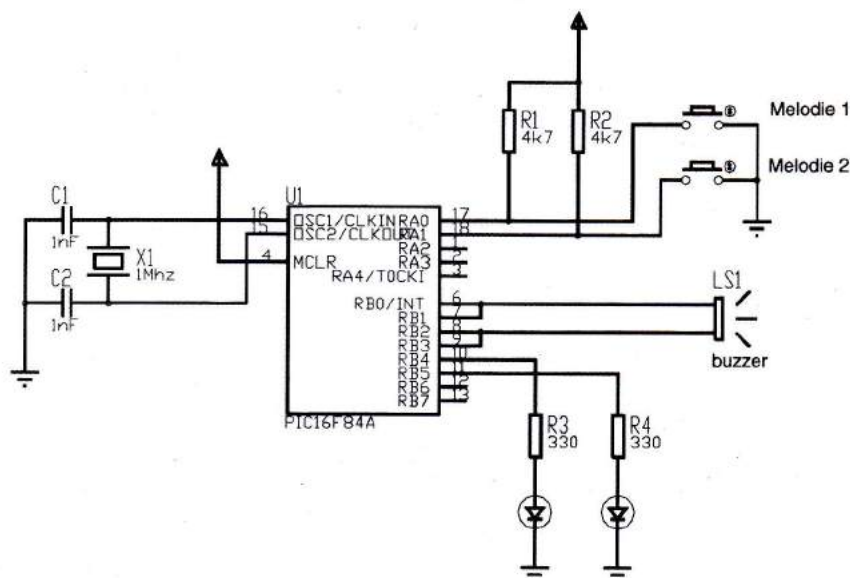 R1
4k7
R2
4k7
Melodie 1
Melodie 2
C1
1nF
X1
1Mhz
C2
1nF
U1
16
OSC1/CLKIN
15
OSC2/CLKOUT
4
MCLR
RA0
17
RA1
18
RA2
1
RA3
2
RA4/TOCKI
3
RB0/INT
6
RB1
7
RB2
8
RB3
9
RB4
10
RB5
11
RB6
12
RB7
13
PIC16F84A
LS1
buzzer
R3
330
R4
330